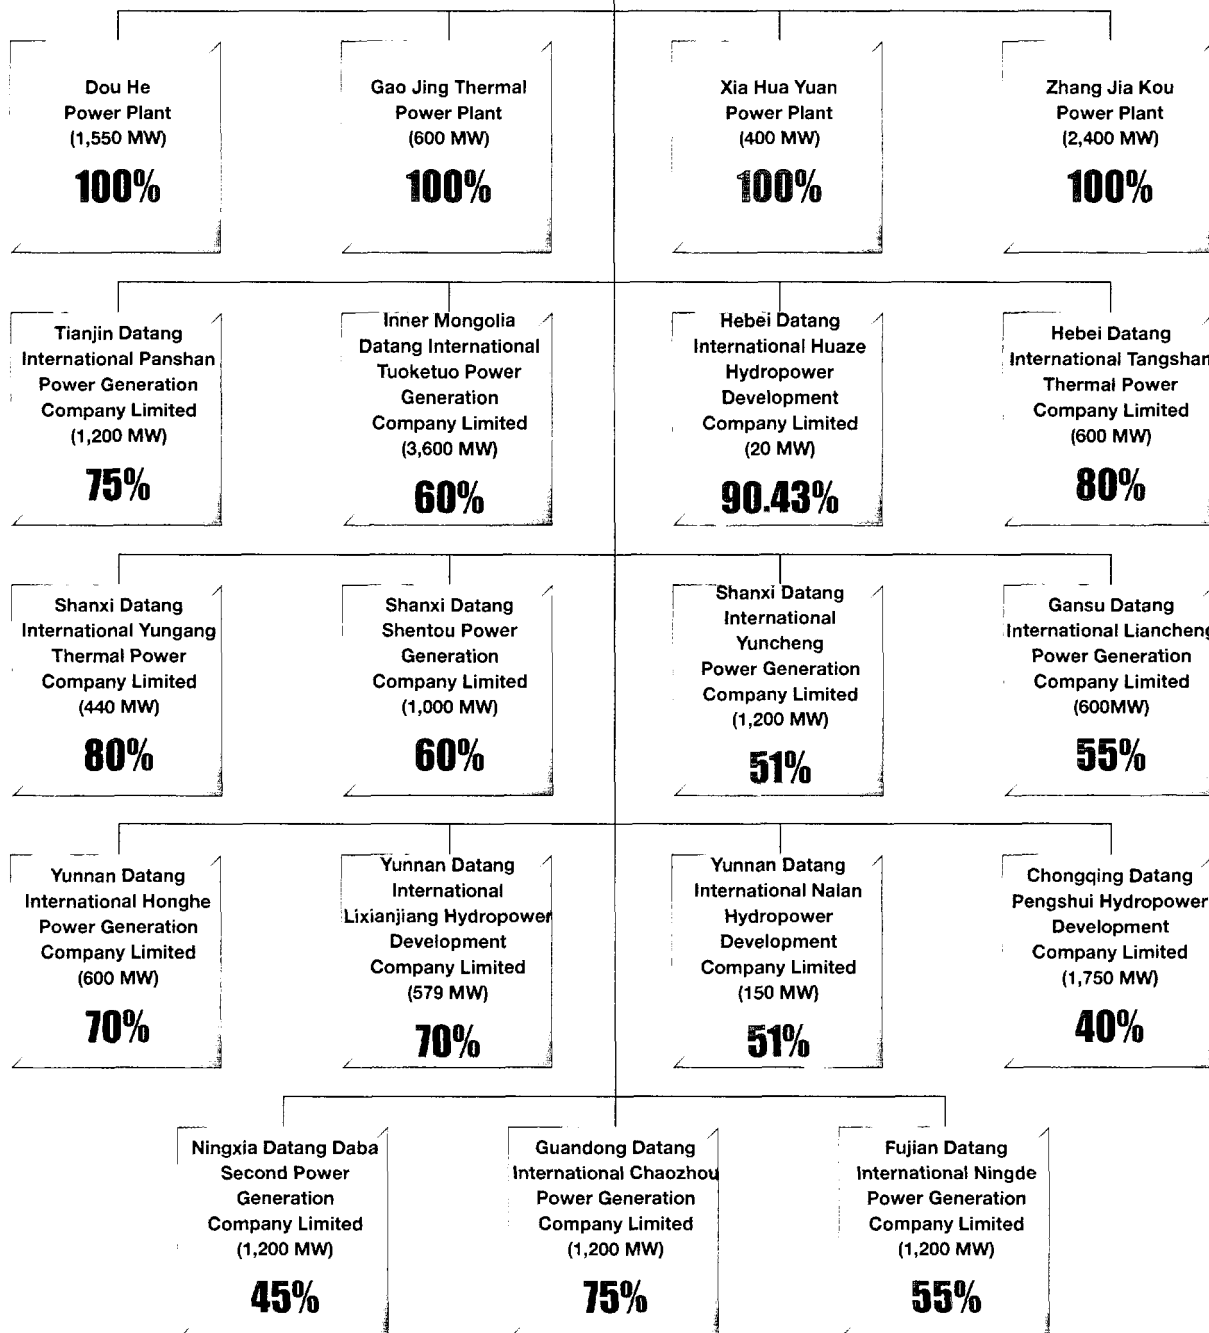 Dou He
Power Plant
(1,550 MW)
100%
Gao Jing Thermal
Power Plant
(600 MW)
100%
Xia Hua Yuan
Power Plant
(400 MW)
100%
Zhang Jia Kou
Power Plant
(2,400 MW)
100%
Tianjin Datang
International Panshan
Power Generation
Company Limited
(1,200 MW)
75%
Inner Mongolia
Datang International
Tuoketuo Power
Generation
Company Limited
(3,600 MW)
60%
Hebei Datang
International Huaze
Hydropower
Development
Company Limited
(20 MW)
90.43%
Hebei Datang
International Tangshan
Thermal Power
Company Limited
(600 MW)
80%
Shanxi Datang
International Yungang
Thermal Power
Company Limited
(440 MW)
80%
Shanxi Datang
Shentou Power
Generation
Company Limited
(1,000 MW)
60%
Shanxi Datang
International
Yuncheng
Power Generation
Company Limited
(1,200 MW)
51%
Gansu Datang
International Liancheng
Power Generation
Company Limited
(600MW)
55%
Yunnan Datang
International Honghe
Power Generation
Company Limited
(600 MW)
70%
Yunnan Datang
International
Lixianjiang Hydropower
Development
Company Limited
(579 MW)
70%
Yunnan Datang
International Nalan
Hydropower
Development
Company Limited
(150 MW)
51%
Chongqing Datang
Pengshui Hydropower
Development
Company Limited
(1,750 MW)
40%
Ningxia Datang Daba
Second Power
Generation
Company Limited
(1,200 MW)
45%
Guandong Datang
International Chaozhou
Power Generation
Company Limited
(1,200 MW)
75%
Fujian Datang
International Ningde
Power Generation
Company Limited
(1,200 MW)
55%